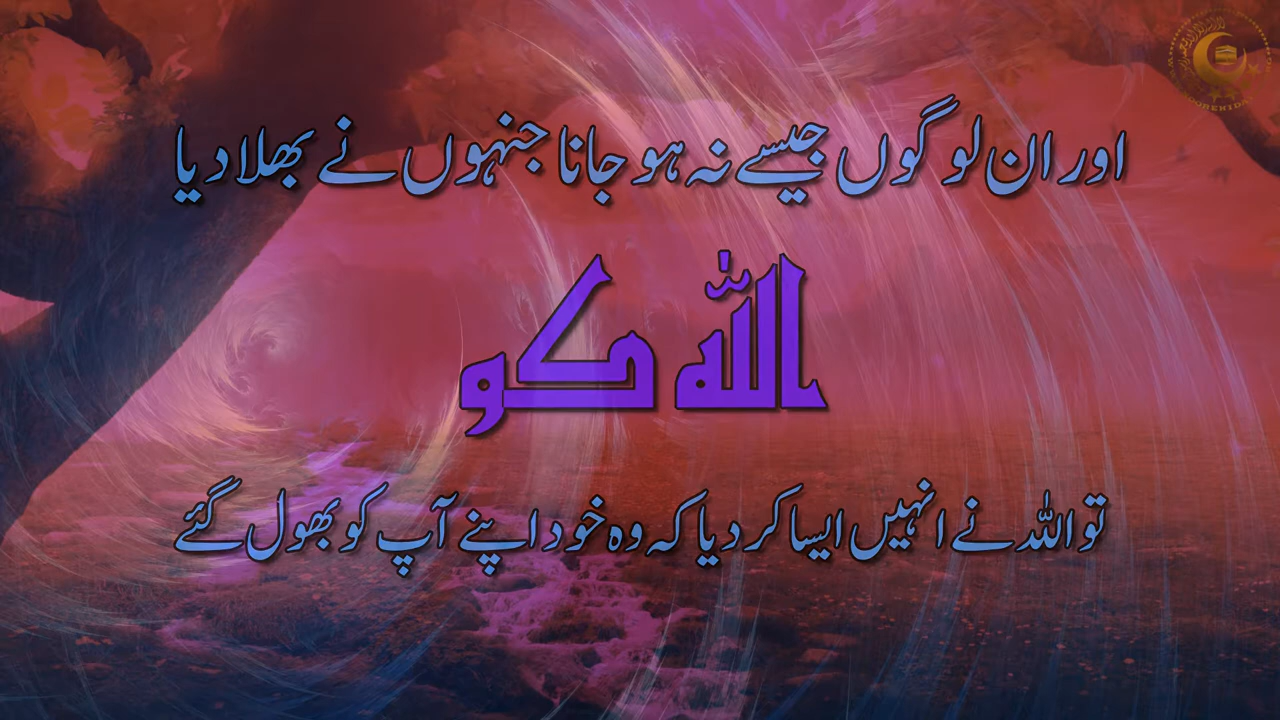 اور ان لوگوں جیسے نہ ہو جانا جنہوں نے بھلا دیا
اللہ کو
تو اللہ نے انہیں ایسا کر دیا کہ وہ خود اپنے آپ کو بھول گئے